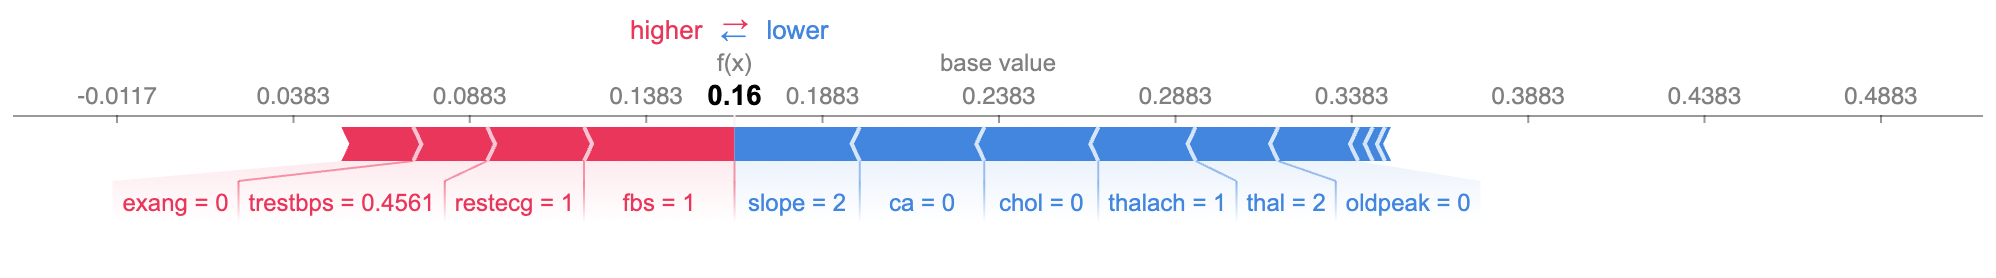 higher ⇄ lower
f(x) base value
-0.0117 0.0383 0.0883 0.1383 0.16 0.1883 0.2383 0.2883 0.3383 0.3883 0.4383 0.4883
exang = 0 trestbps = 0.4561 restecg = 1 fbs = 1 slope = 2 ca = 0 chol = 0 thalach = 1 thal = 2 oldpeak = 0